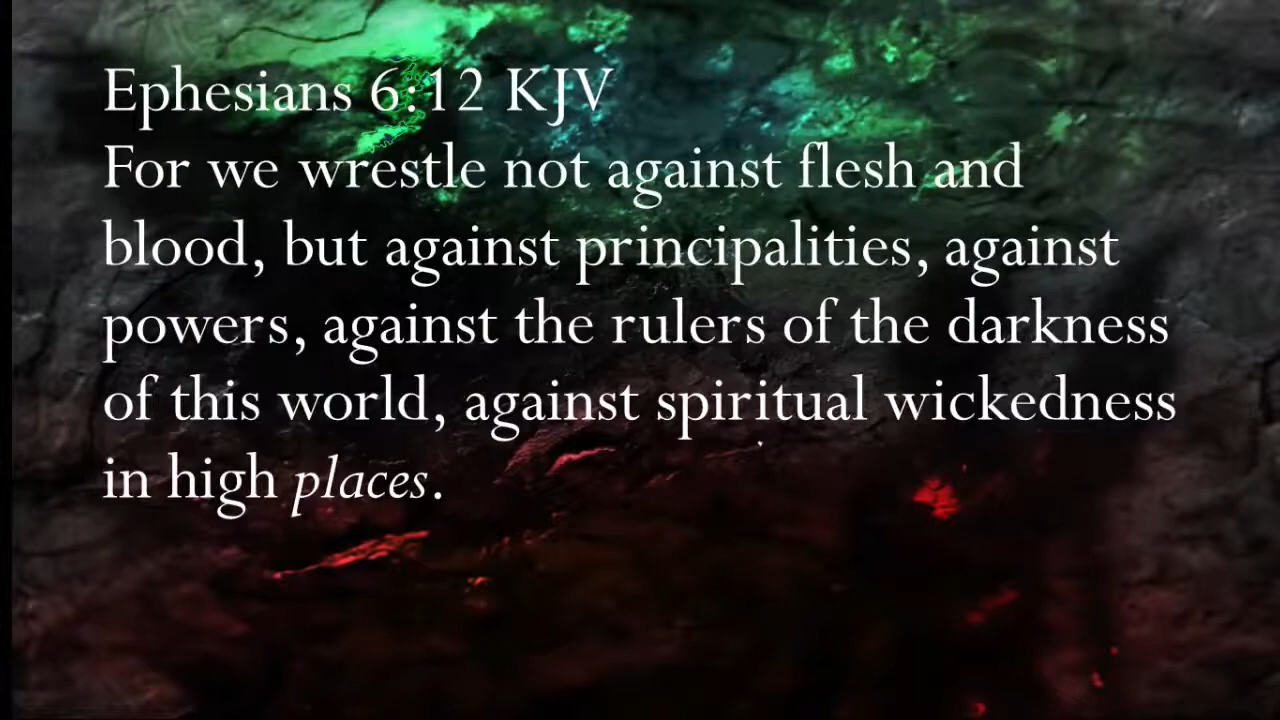 Ephesians 6:12 KJV
For we wrestle not against flesh and
blood, but against principalities, against
powers, against the rulers of the darkness
of this world, against spiritual wickedness
in high places.